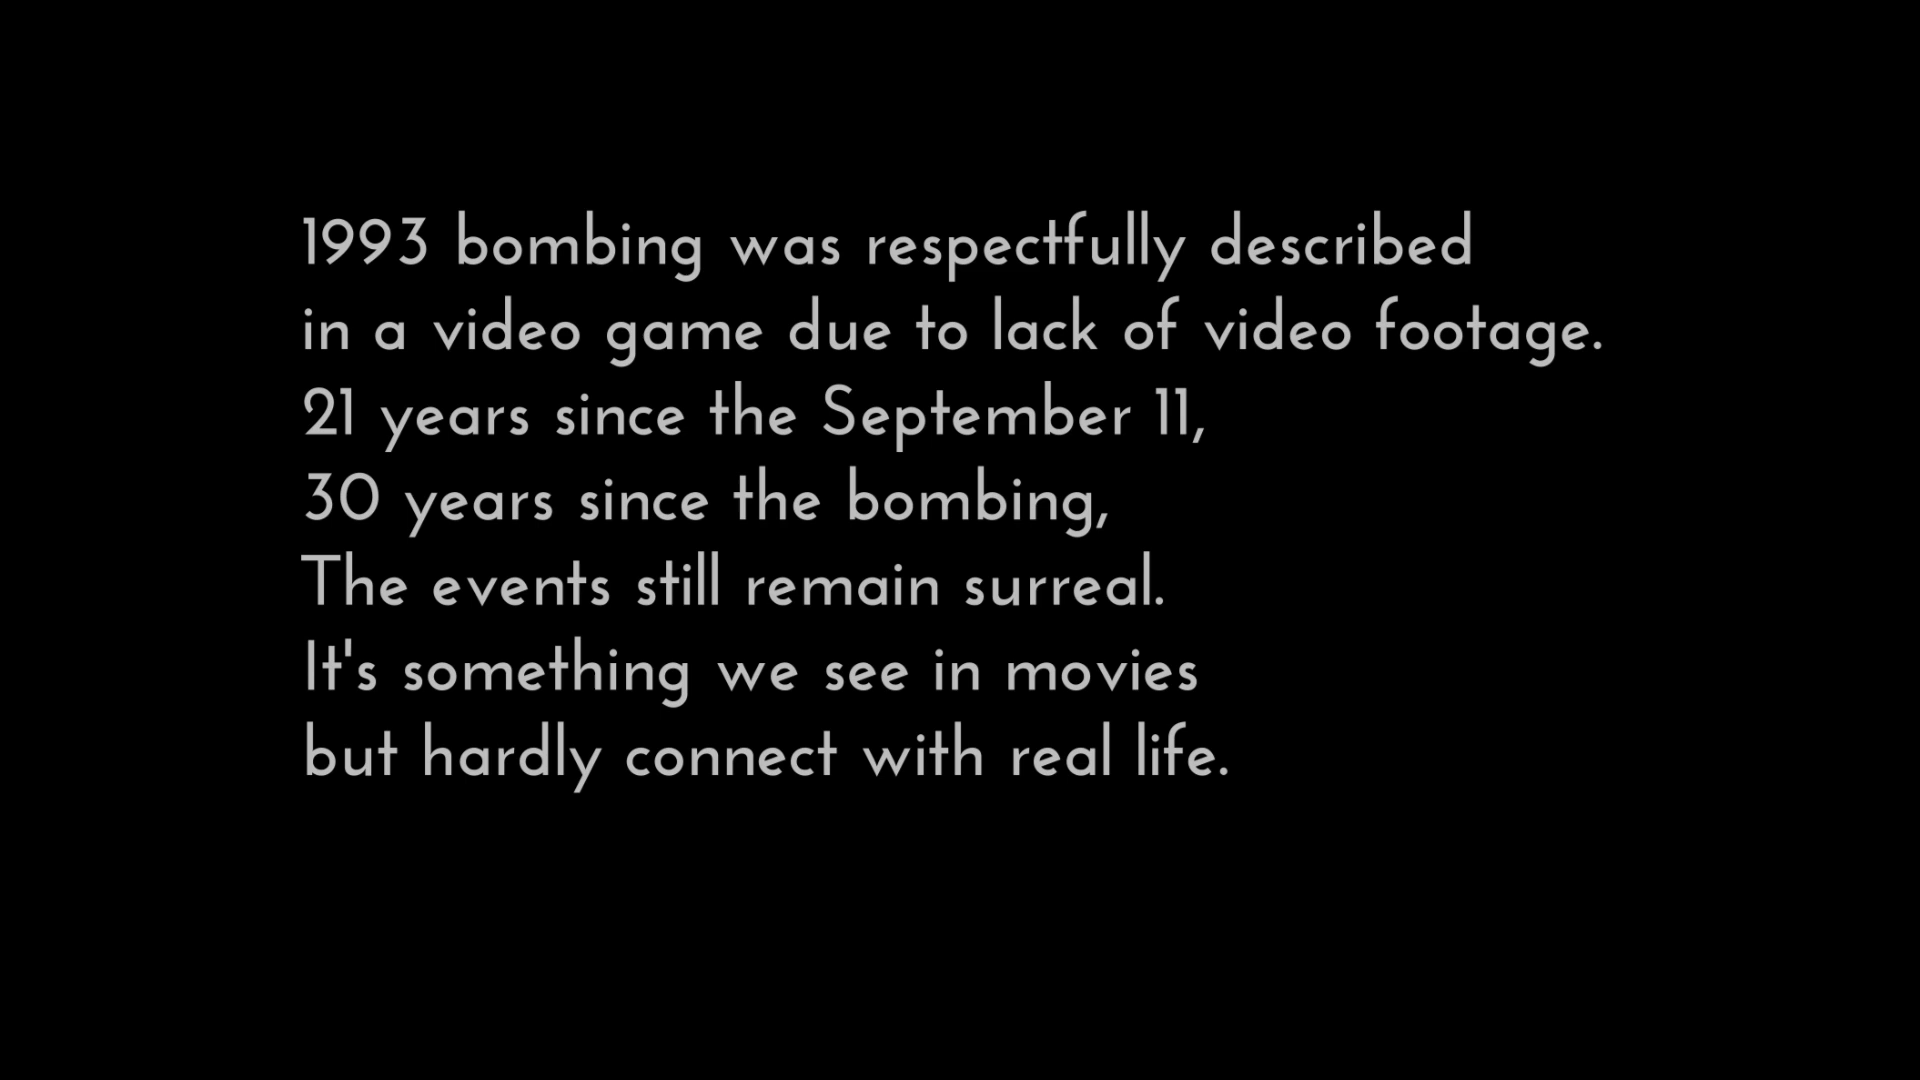 1993 bombing was respectfully described
in a video game due to lack of video footage.
21 years since the September 11,
30 years since the bombing,
The events still remain surreal.
It's something we see in movies
but hardly connect with real life.